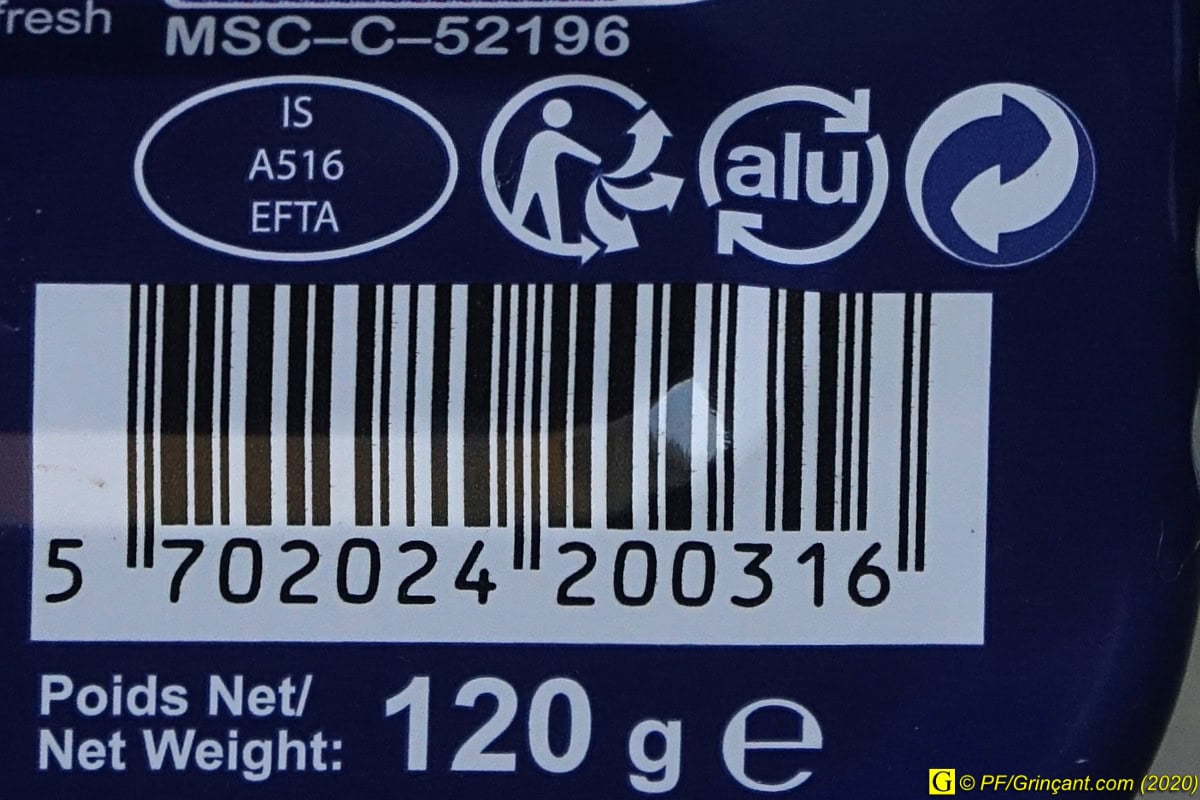 fresh
MSC–C–52196
IS
A516
EFTA
alu
5 702024 200316
Poids Net/
Net Weight:
120 g e
G © PF/Grinçant.com (2020)